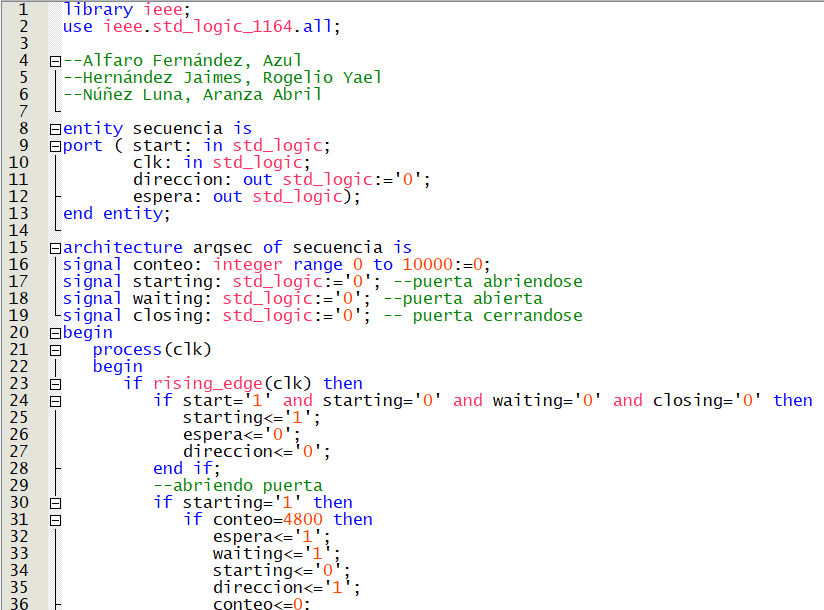 1 library ieee;
2 use ieee.std_logic_1164.all;
3
4 --Alfaro Fernández, Azul
5 --Hernández Jaimes, Rogelio Yael
6 --Núñez Luna, Aranza Abril
7
8 entity secuencia is
9 port ( start: in std_logic;
10 clk: in std_logic;
11 direccion: out std_logic:='0';
12 espera: out std_logic);
13 end entity;
14
15 architecture arqsec of secuencia is
16 signal conteo: integer range 0 to 10000:=0;
17 signal starting: std_logic:='0'; --puerta abriendose
18 signal waiting: std_logic:='0'; --puerta abierta
19 signal closing: std_logic:='0'; -- puerta cerrandose
20 begin
21 process(clk)
22 begin
23 if rising_edge(clk) then
24 if start='1' and starting='0' and waiting='0' and closing='0' then
25 starting<='1';
26 espera<='0';
27 direccion<='0';
28 end if;
29 --abriendo puerta
30 if starting='1' then
31 if conteo=4800 then
32 espera<='1';
33 waiting<='1';
34 starting<='0';
35 direccion<='1';
36 conteo<=0;